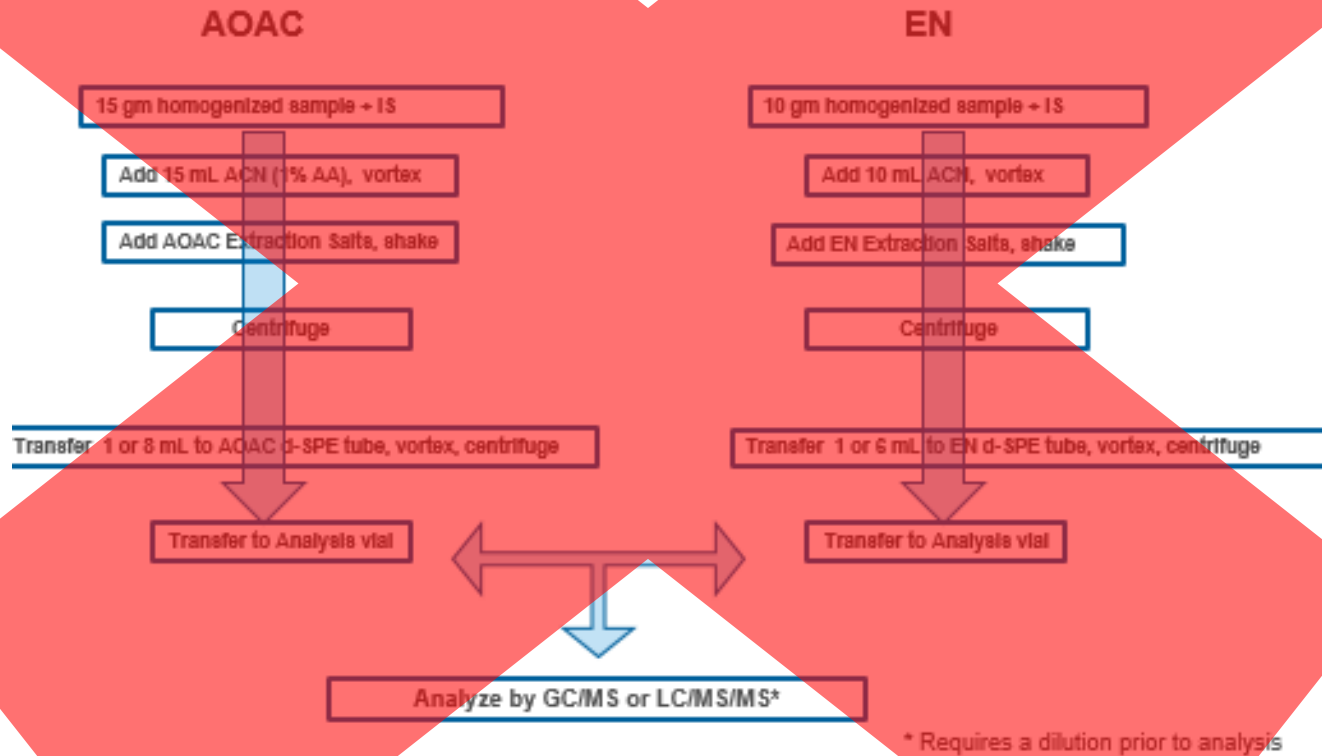 AOAC
15 gm homogenized sample + IS
Add 15 mL ACN (1% AA), vortex
Add AOAC Extraction Salts, shake
Centrifuge
Transfer 1 or 8 mL to AOAC d-SPE tube, vortex, centrifuge
Transfer to Analysis vial
EN
10 gm homogenized sample + IS
Add 10 mL ACN, vortex
Add EN Extraction Salts, shake
Centrifuge
Transfer 1 or 6 mL to EN d-SPE tube, vortex, centrifuge
Transfer to Analysis vial
Analyze by GC/MS or LC/MS/MS*
* Requires a dilution prior to analysis